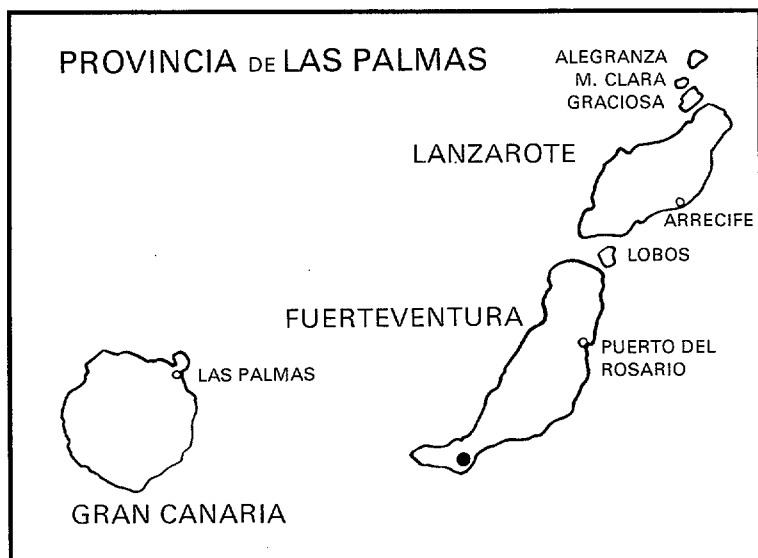 PROVINCIA DE LAS PALMAS
ALEGRANZA
M. CLARA
GRACIOSA
LANZAROTE
ARRECIFE
LOBOS
FUERTEVENTURA
PUERTO DEL
ROSARIO
LAS PALMAS
GRAN CANARIA